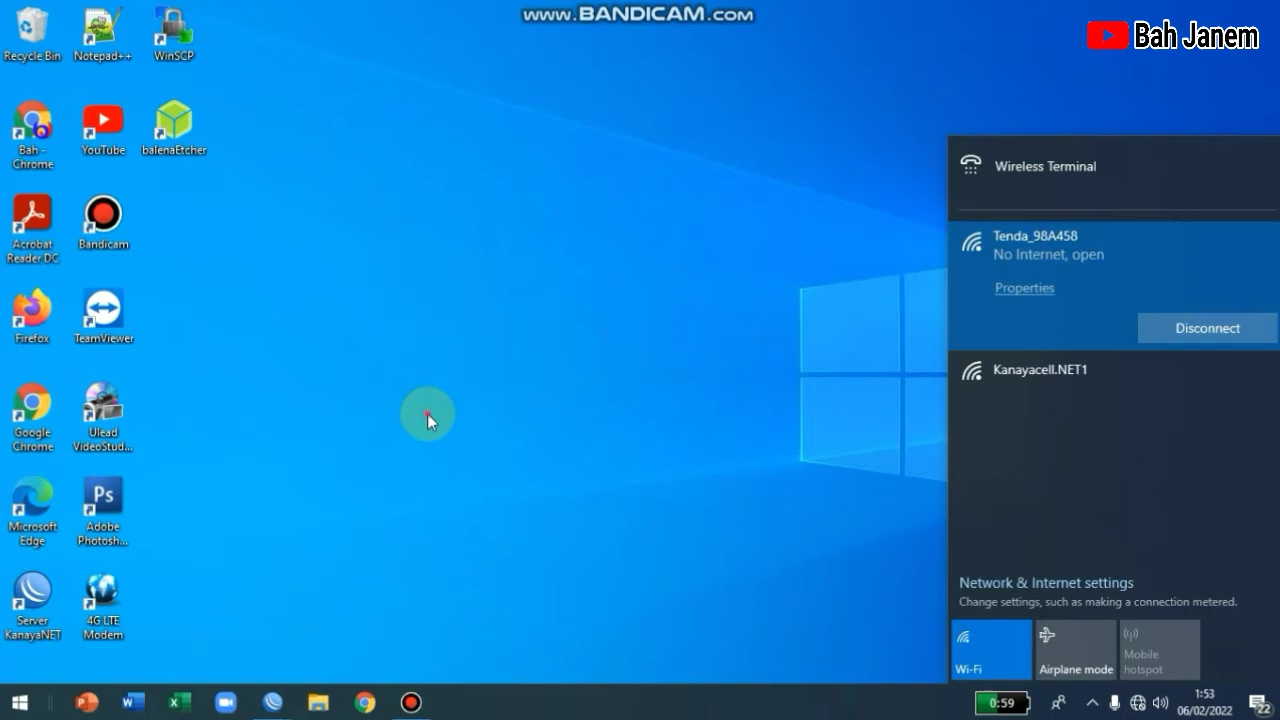 www.BANDICAM.com
Bah Janem
Recycle Bin
Notepad++
WinSCP
Bah -
Chrome
YouTube
balenaEtcher
Acrobat
Reader DC
Bandicam
Firefox
TeamViewer
Google
Chrome
Ulead
VideoStud...
Microsoft
Edge
Adobe
Photosh...
Server
KanayaNET
4G LTE
Modem
Wireless Terminal
Tenda_98A458
No Internet, open
Properties
Disconnect
Kanayacell.NET1
Network & Internet settings
Change settings, such as making a connection metered.
Wi-Fi
Airplane mode
Mobile
hotspot
0:59
1:53
06/02/2022
22